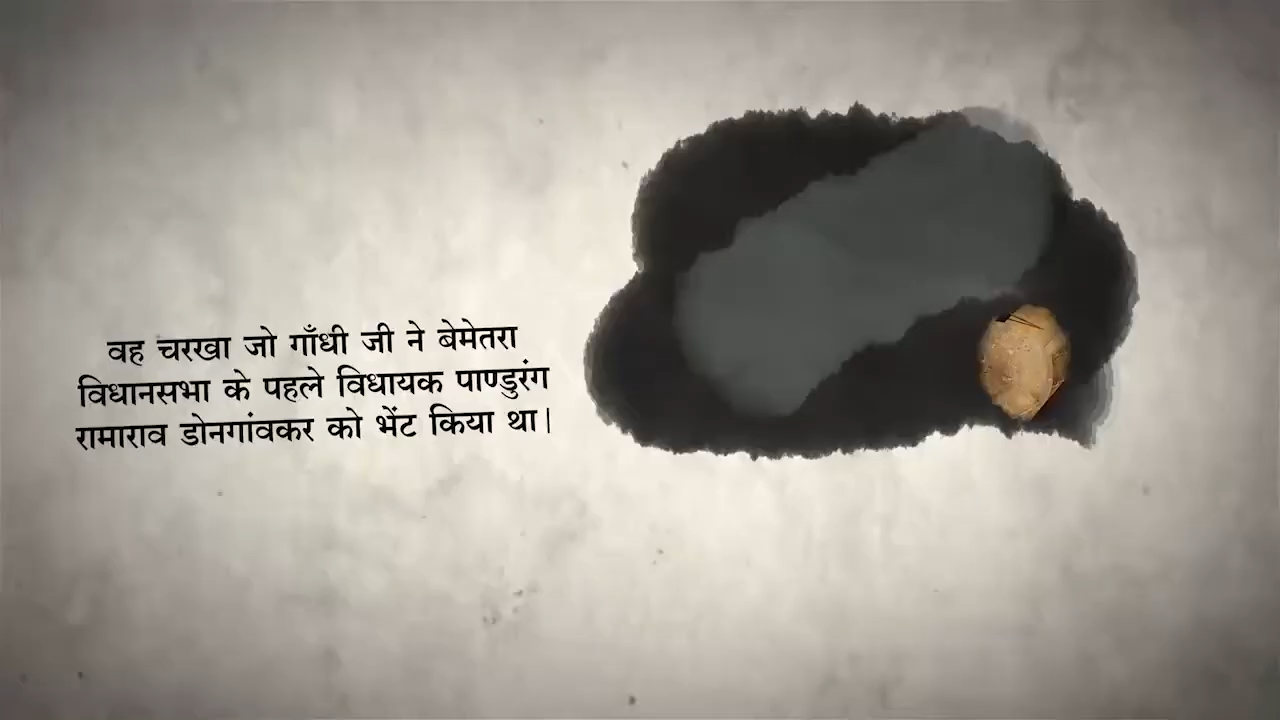 वह चरखा जो गाँधी जी ने बेमेतरा
विधानसभा के पहले विधायक पाण्डुरंग
रामाराव डोनगांवकर को भेंट किया था|